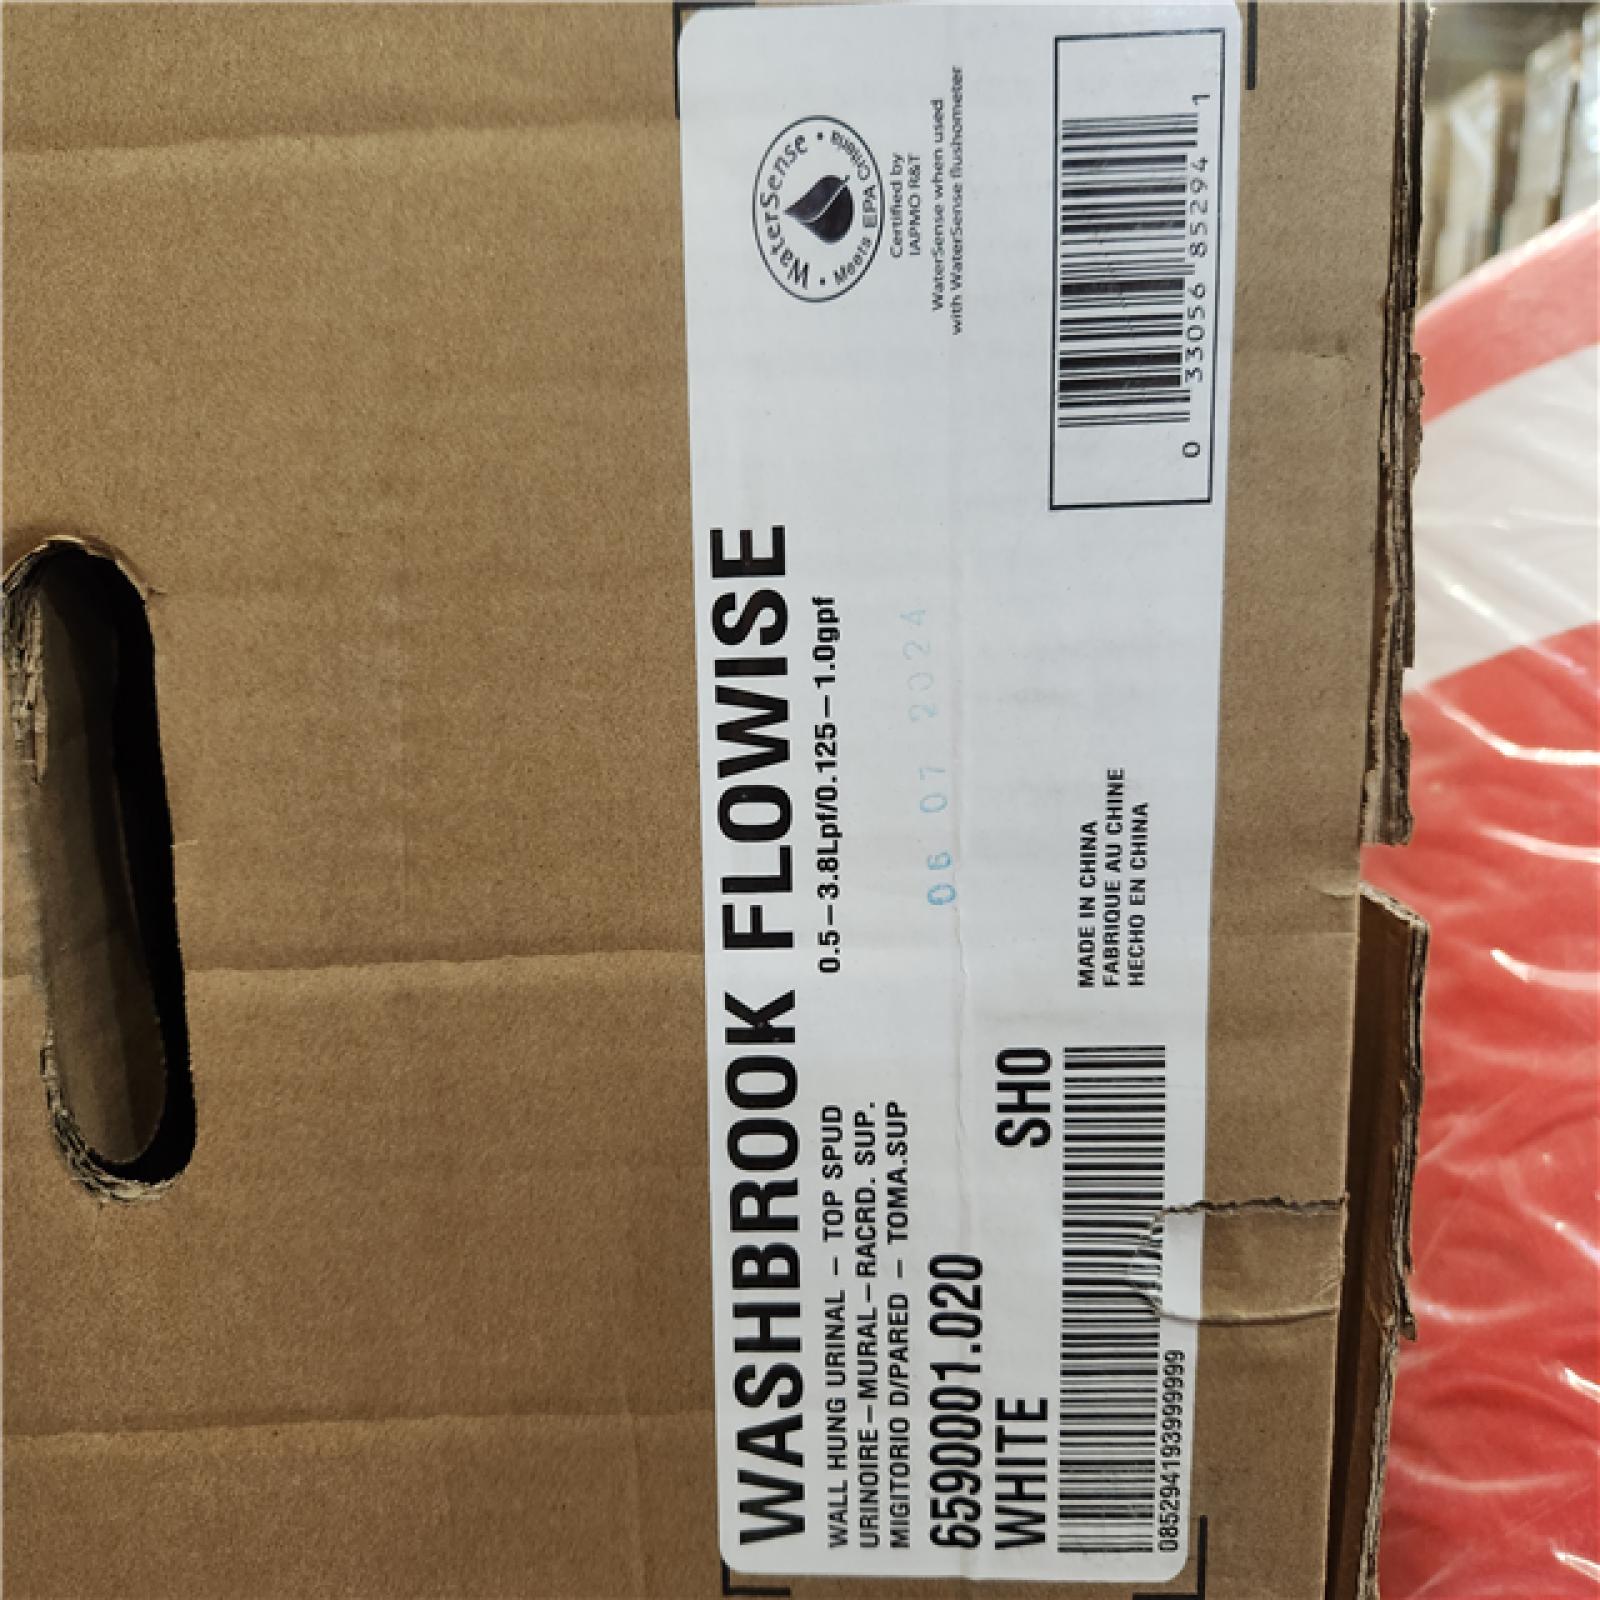 WASHBROOK FLOWISE
WALL HUNG URINAL – TOP SPUD
0.5–3.8Lpf/0.125–1.0gpf
URINOIRE–MURAL–RACRD. SUP.
MIGITORIO D/PARED – TOMA.SUP
06 07 2024
6590001.020
WHITE
SHO
08529419399999999
MADE IN CHINA
FABRIQUE AU CHINE
HECHO EN CHINA
WaterSense
Meets EPA Criteria
Certified by
IAPMO R&T
WaterSense when used
with WaterSense flushometer
0 33056 85294 1